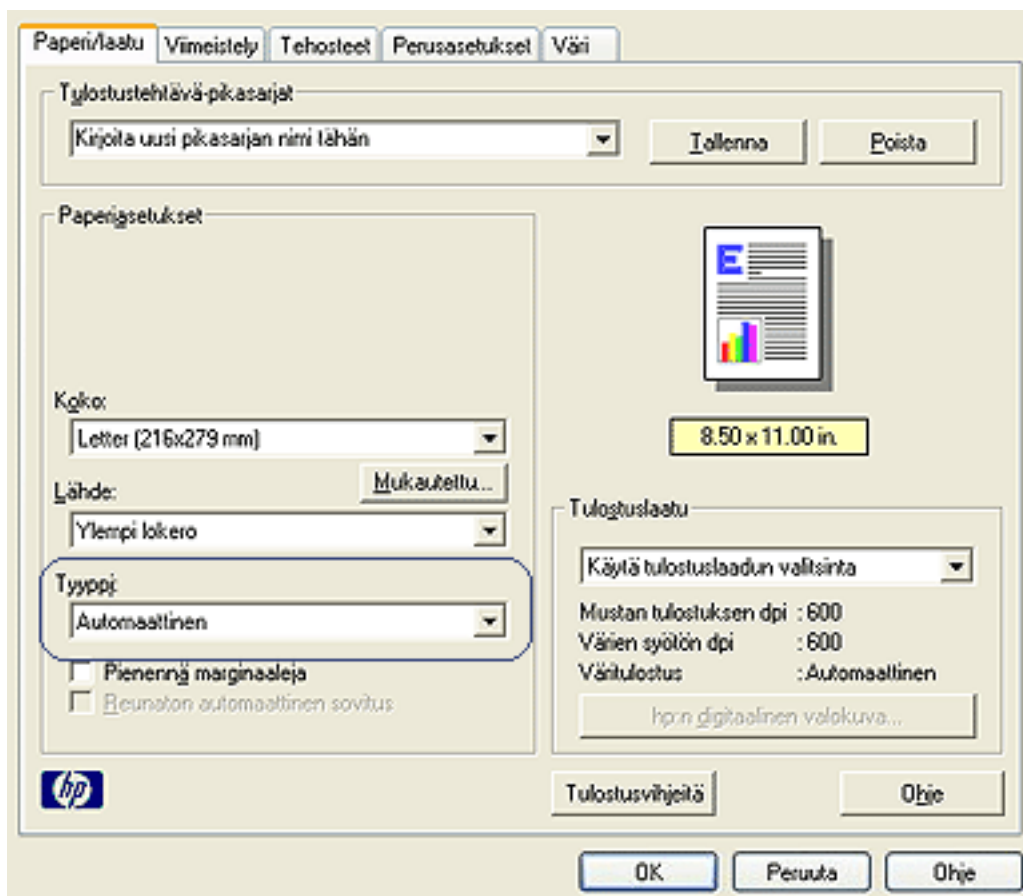 Paperi/laatu Viimeistely Tehosteet Perusasetukset Väri
Tulostustehtävä-pikasarjat
Kirjoita uusi pikasarjan nimi tähän Tallenna Poista
Paperiasetukset
E
Koko:
Letter (216x279 mm)
8.50 x 11.00 in.
Lähde: Mukautettu...
Ylempi lokero
Tyyppi:
Automaattinen
Pienennä marginaaleja
Reunaton automaattinen sovitus
Tulostuslaatu
Käytä tulostuslaadun valitsinta
Mustan tulostuksen dpi : 600
Värien syötön dpi : 600
Väritulostus : Automaattinen
hp:n digitaalinen valokuva...
hp
Tulostusvihjeitä Ohje
OK Peruuta Ohje